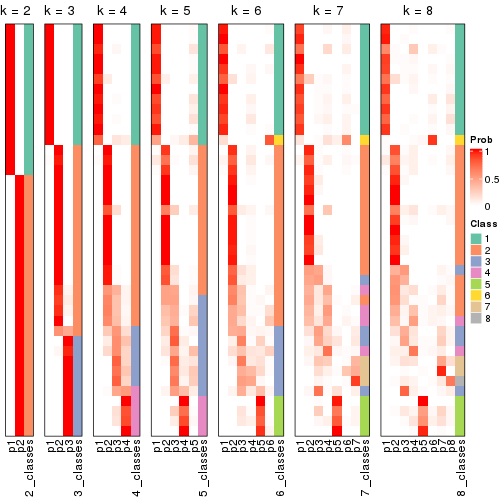 k = 2 k = 3 k = 4 k = 5 k = 6 k = 7 k = 8
Prob
1
0.5
0
Class
1
2
3
4
5
6
7
8
p1 p2 2_classes
p1 p2 p3 3_classes
p1 p2 p3 p4 4_classes
p1 p2 p3 p4 p5 5_classes
p1 p2 p3 p4 p5 p6 6_classes
p1 p2 p3 p4 p5 p6 p7 7_classes
p1 p2 p3 p4 p5 p6 p7 p8 8_classes